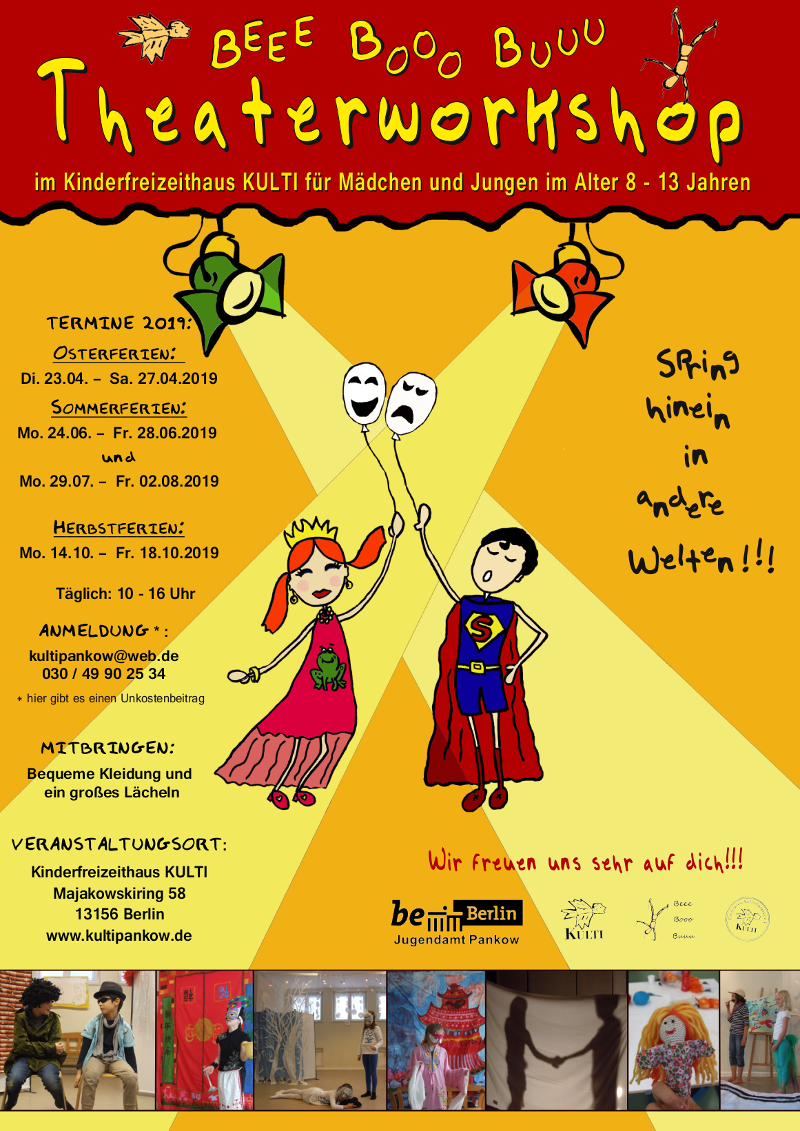 Beee Booo Buuu
Theaterworkshop
im Kinderfreizeithaus KULTI für Mädchen und Jungen im Alter 8 - 13 Jahren
TERMINE 2019:
OSTERFERIEN:
Di. 23.04. – Sa. 27.04.2019
SOMMERFERIEN:
Mo. 24.06. – Fr. 28.06.2019
und
Mo. 29.07. – Fr. 02.08.2019
HERBSTFERIEN:
Mo. 14.10. – Fr. 18.10.2019
Täglich: 10 - 16 Uhr
ANMELDUNG * :
kultipankow@web.de
030 / 49 90 25 34
* hier gibt es einen Unkostenbeitrag
MITBRINGEN:
Bequeme Kleidung und
ein großes Lächeln
VERANSTALTUNGSORT:
Kinderfreizeithaus KULTI
Majakowskiring 58
13156 Berlin
www.kultipankow.de
Spring
hinein
in
andere
Welten!!!
S
Wir freuen uns sehr auf dich!!!
be Berlin
Jugendamt Pankow
KULTI
Beee
Booo
Buuu
KULTI